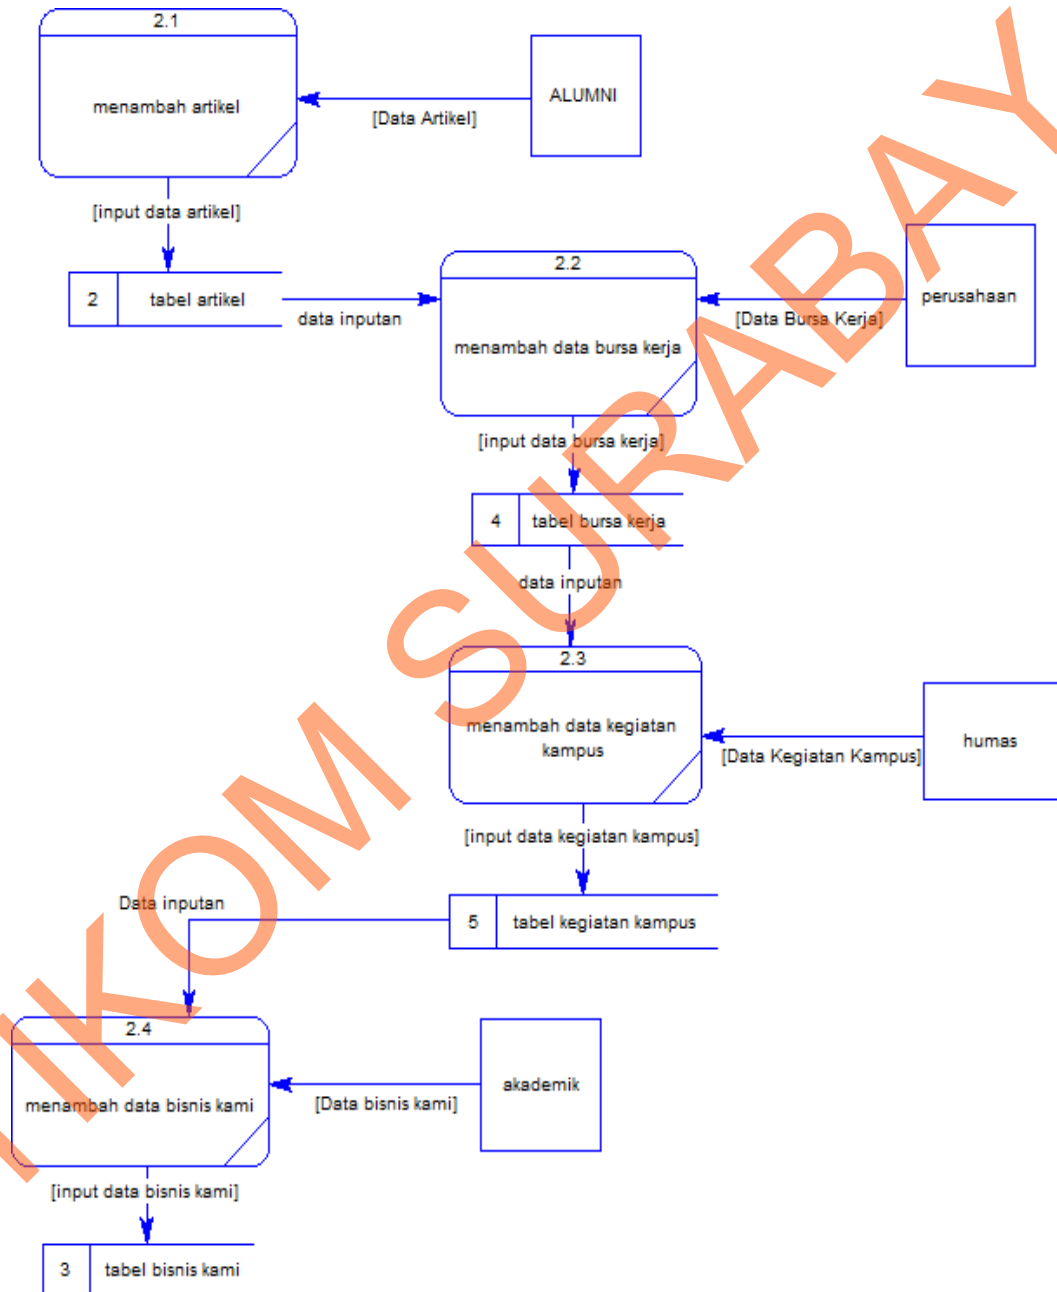 2.1
menambah artikel
ALUMNI
[Data Artikel]
[input data artikel]
2
tabel artikel
data inputan
2.2
menambah data bursa kerja
perusahaan
[Data Bursa Kerja]
[input data bursa kerja]
4
tabel bursa kerja
data inputan
2.3
menambah data kegiatan
kampus
humas
[Data Kegiatan Kampus]
[input data kegiatan kampus]
5
tabel kegiatan kampus
Data inputan
2.4
menambah data bisnis kami
akademik
[Data bisnis kami]
[input data bisnis kami]
3
tabel bisnis kami
IKOM SURABAY